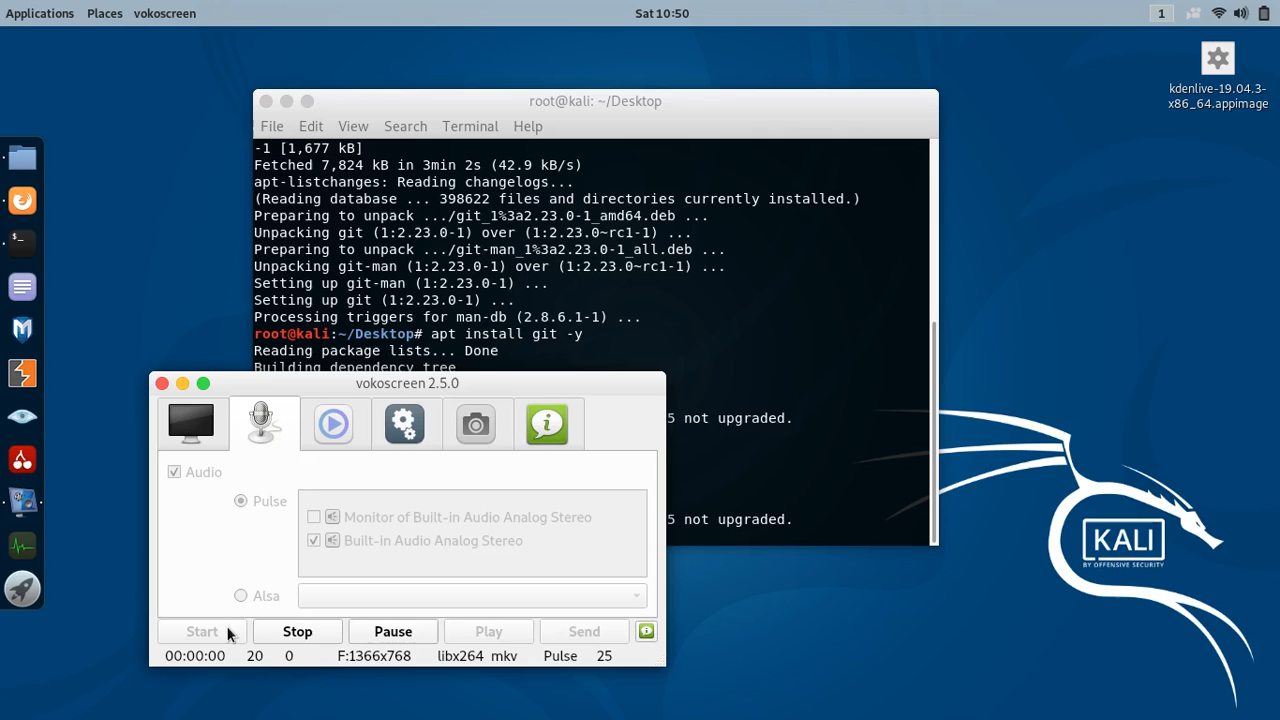 Applications Places vokoscreen Sat 10:50 1
kdenlive-19.04.3-
x86_64.appimage
root@kali: ~/Desktop
File Edit View Search Terminal Help
-1 [1,677 kB]
Fetched 7,824 kB in 3min 2s (42.9 kB/s)
apt-listchanges: Reading changelogs...
(Reading database ... 398622 files and directories currently installed.)
Preparing to unpack .../git_1%3a2.23.0-1_amd64.deb ...
Unpacking git (1:2.23.0-1) over (1:2.23.0~rc1-1) ...
Preparing to unpack .../git-man_1%3a2.23.0-1_all.deb ...
Unpacking git-man (1:2.23.0-1) over (1:2.23.0~rc1-1) ...
Setting up git-man (1:2.23.0-1) ...
Setting up git (1:2.23.0-1) ...
Processing triggers for man-db (2.8.6.1-1) ...
root@kali:~/Desktop# apt install git -y
Reading package lists... Done
Building dependency tree
5 not upgraded.
5 not upgraded.
vokoscreen 2.5.0
Audio
Pulse
Monitor of Built-in Audio Analog Stereo
Built-in Audio Analog Stereo
Alsa
Start Stop Pause Play Send
00:00:00 20 0 F:1366x768 libx264 mkv Pulse 25
KALI
BY OFFENSIVE SECURITY